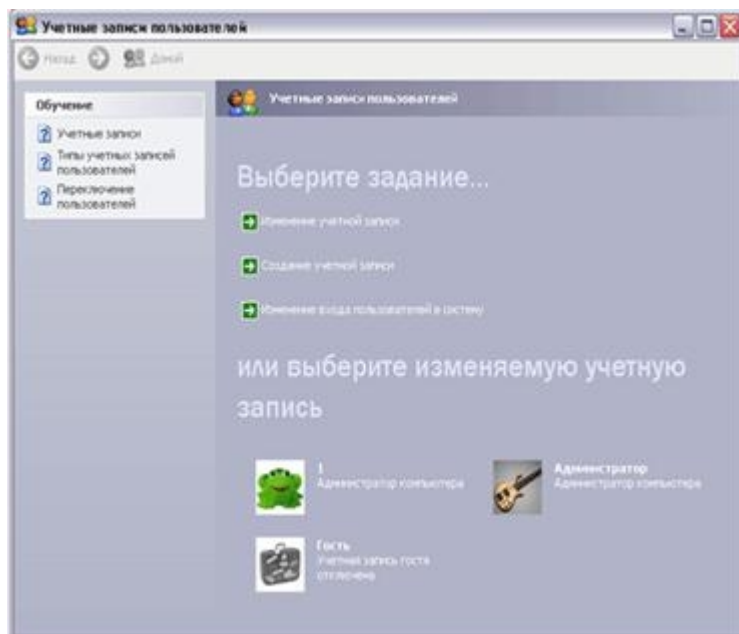 Учетные записи пользователей
Назад
Домой
Обучение
Учетные записи
Типы учетных записей
пользователей
Переключение
пользователей
Учетные записи пользователей
Выберите задание...
Изменение учетной записи
Создание учетной записи
Изменение входа пользователей в систему
или выберите изменяемую учетную
запись
1
Администратор компьютера
Администратор
Администратор компьютера
Гость
Учетная запись гостя
отключена